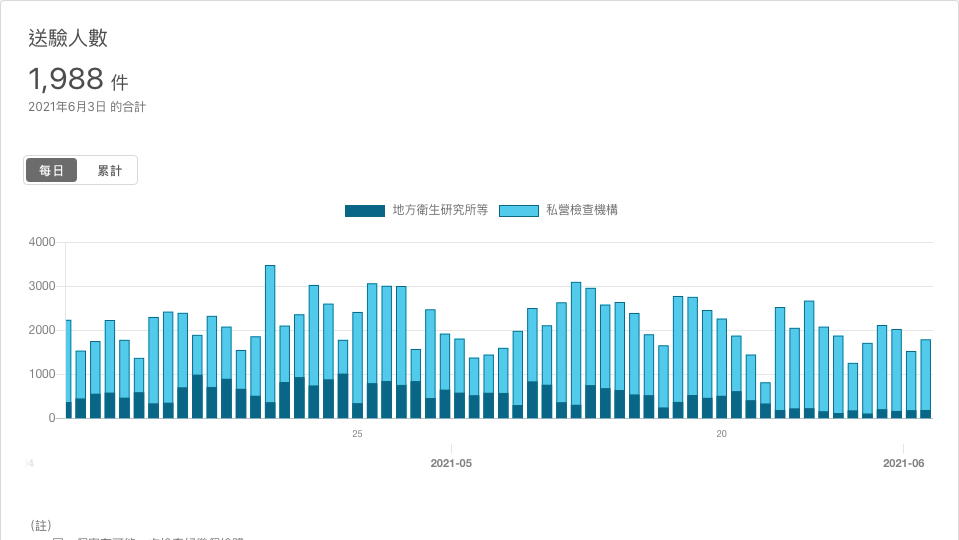 送驗人數
1,988 件
2021年6月3日 的合計
每日 累計
地方衛生研究所等 私營檢查機構
4000
3000
2000
1000
0
25 20
2021-05 2021-06
(註)